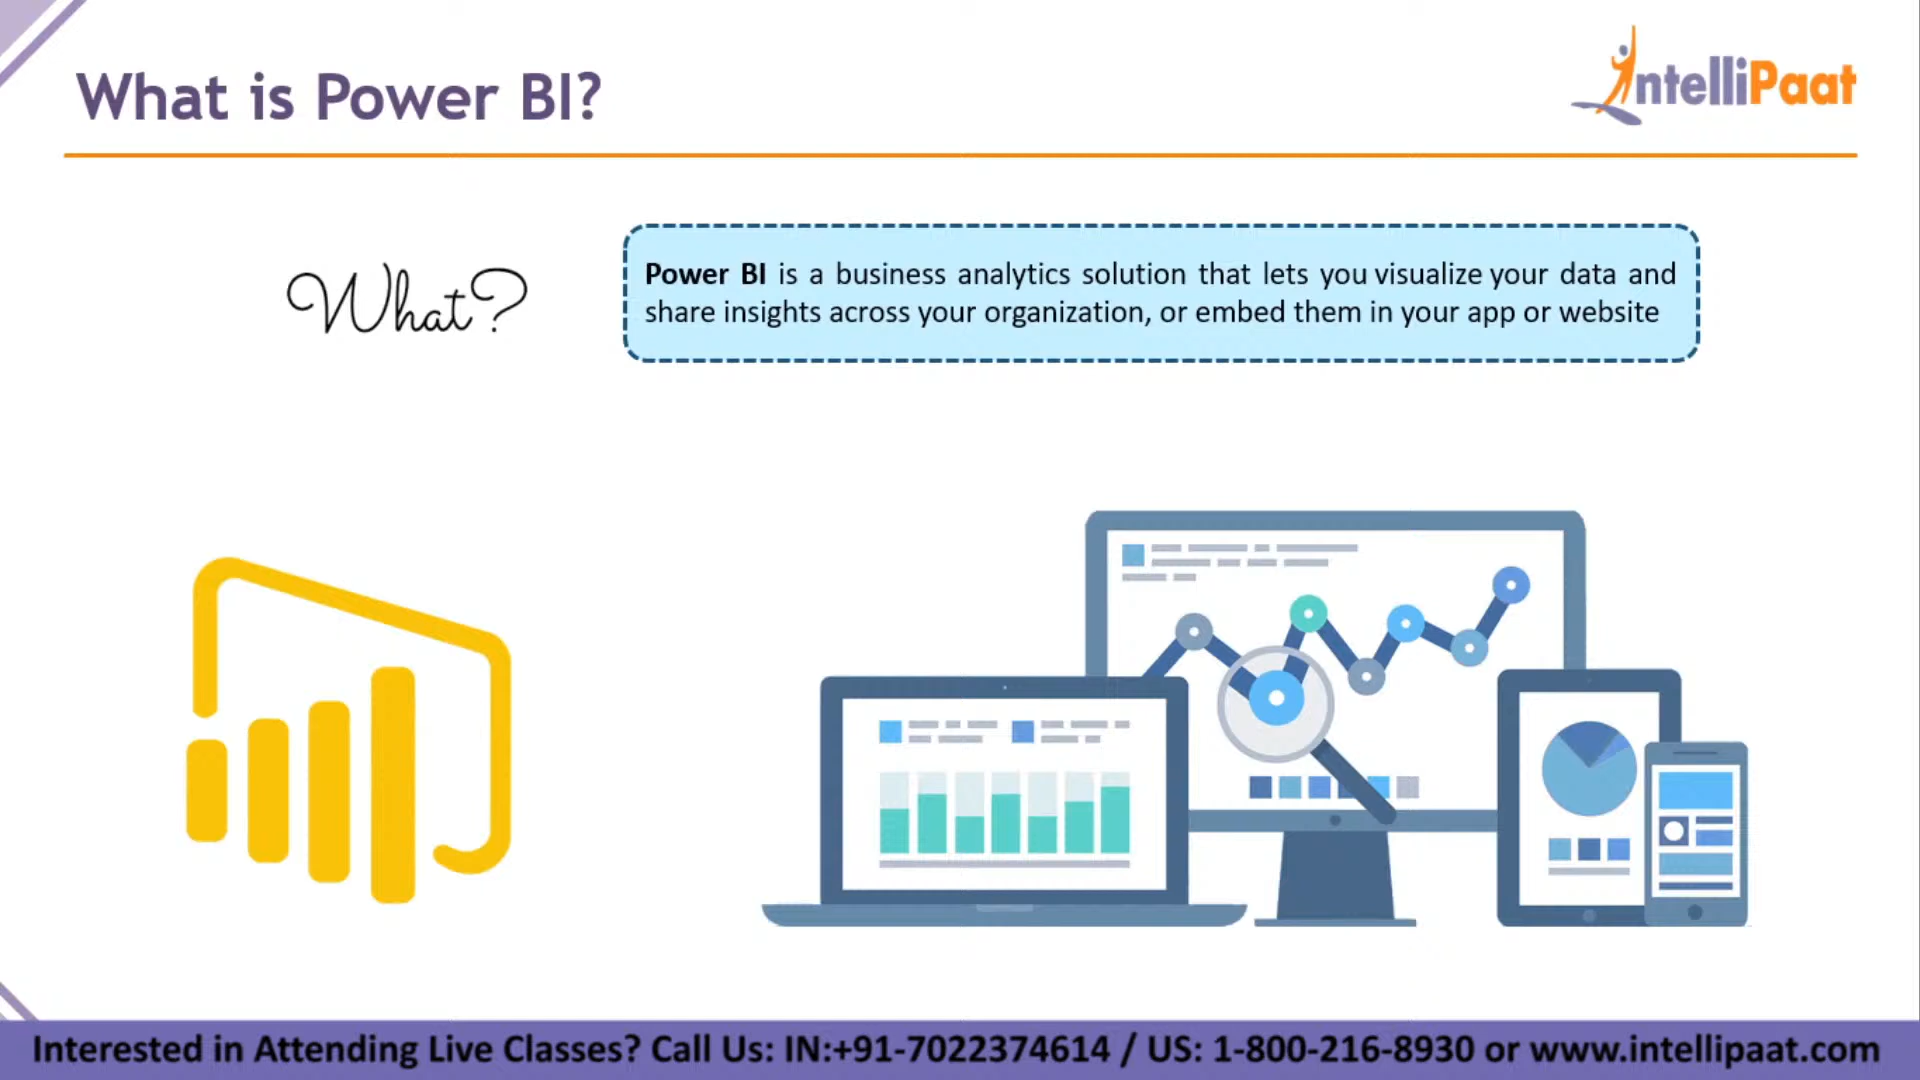 What is Power BI?
IntelliPaat
What?
Power BI is a business analytics solution that lets you visualize your data and
share insights across your organization, or embed them in your app or website
Interested in Attending Live Classes? Call Us: IN:+91-7022374614 / US: 1-800-216-8930 or www.intellipaat.com